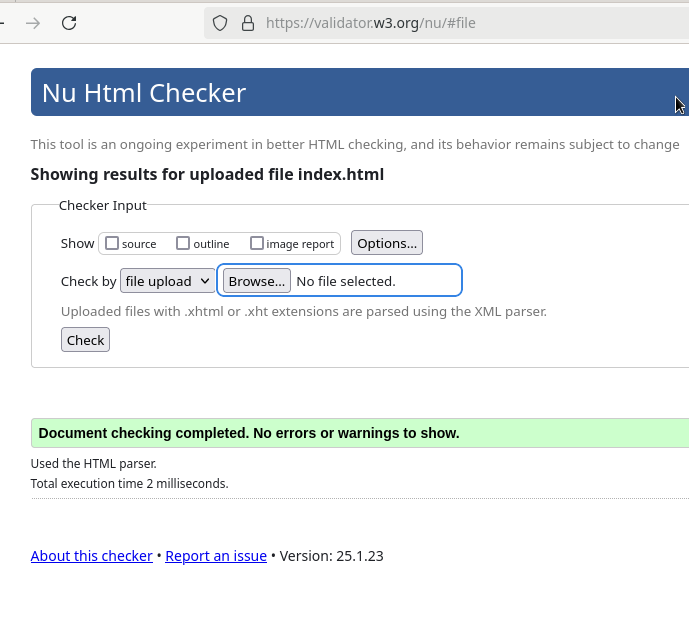 https://validator.w3.org/nu/#file
Nu Html Checker
This tool is an ongoing experiment in better HTML checking, and its behavior remains subject to change
Showing results for uploaded file index.html
Checker Input
Show source outline image report Options...
Check by file upload Browse... No file selected.
Uploaded files with .xhtml or .xht extensions are parsed using the XML parser.
Check
Document checking completed. No errors or warnings to show.
Used the HTML parser.
Total execution time 2 milliseconds.
About this checker • Report an issue • Version: 25.1.23